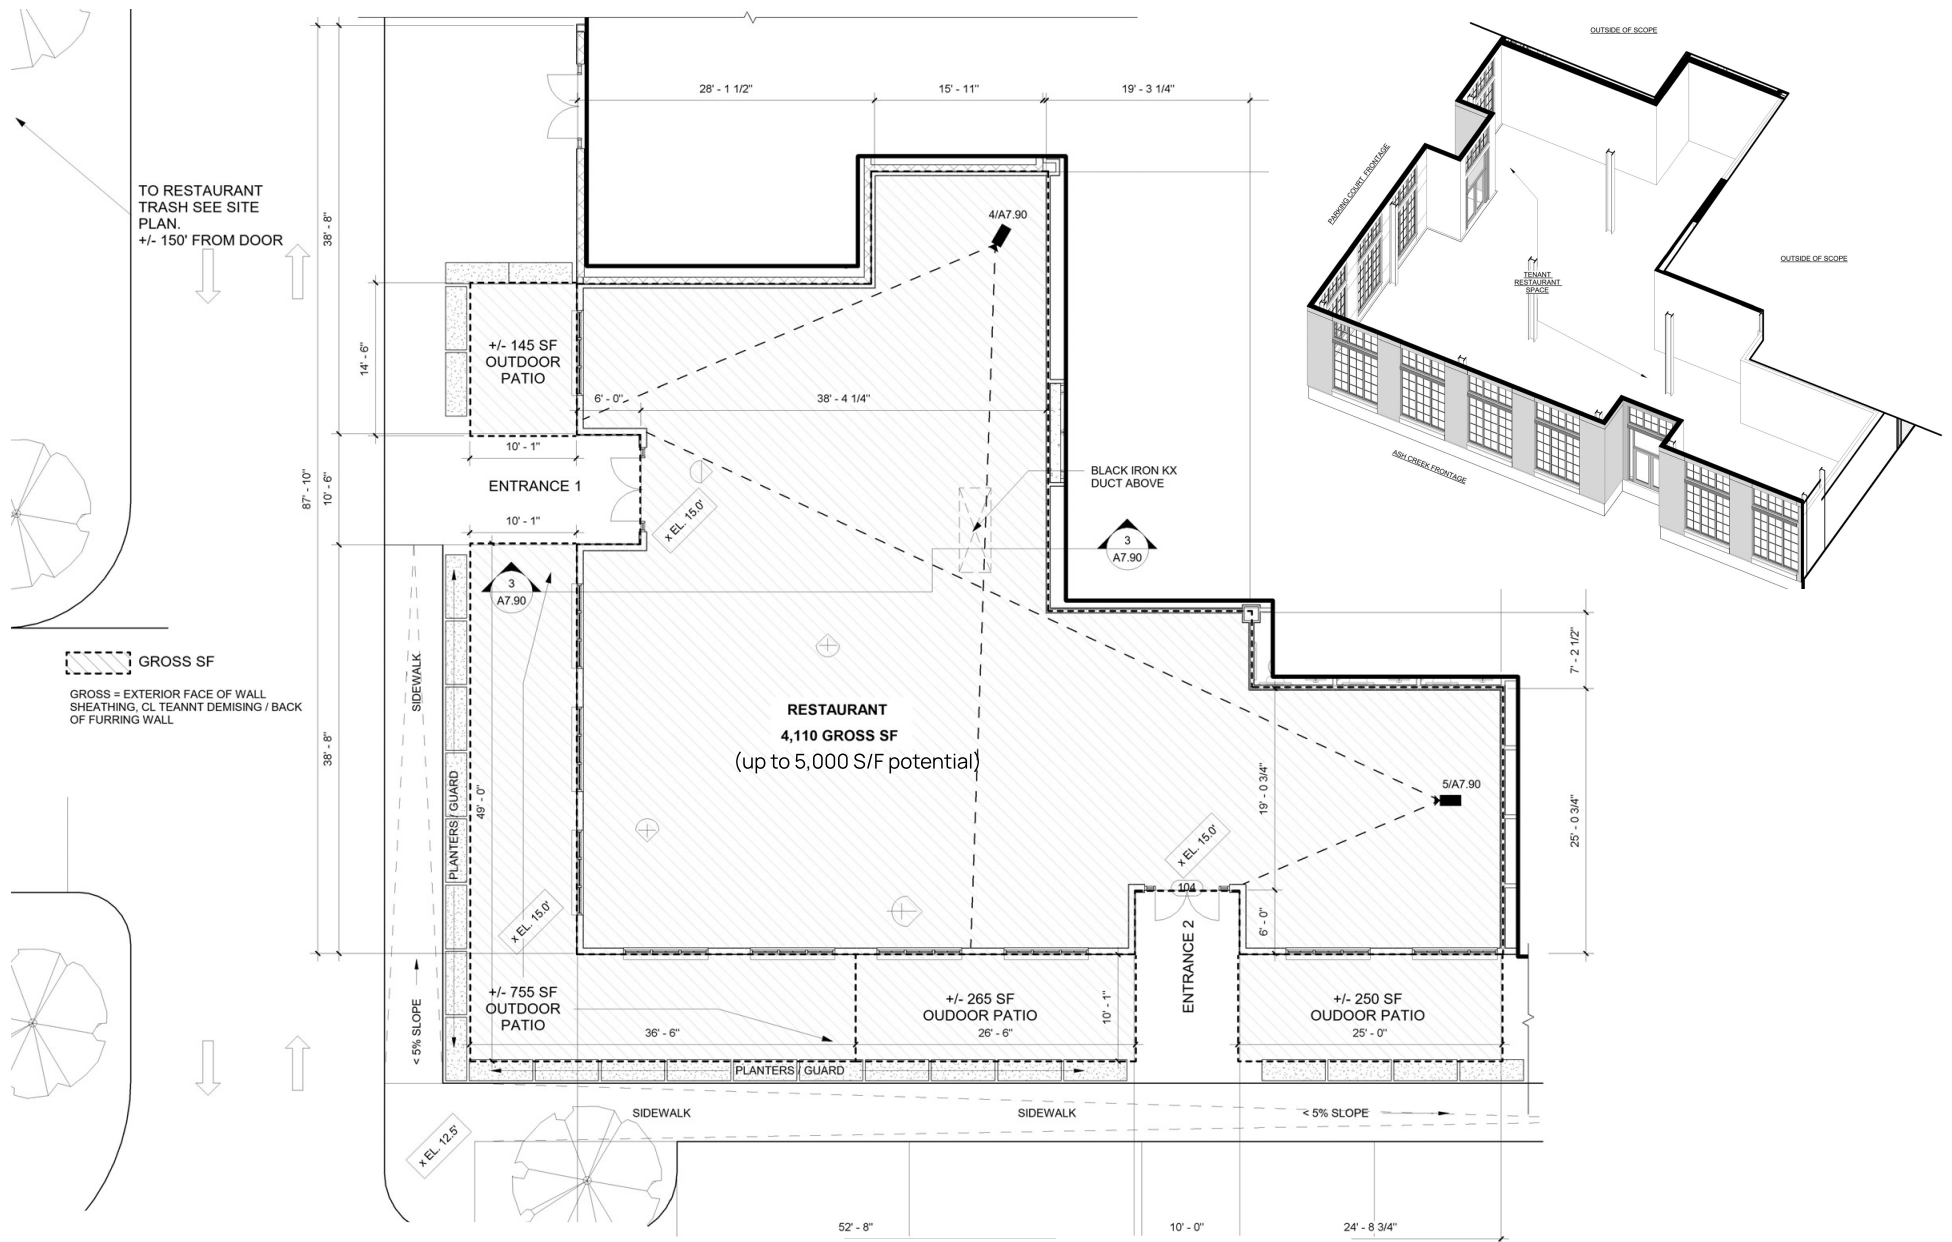 OUTSIDE OF SCOPE
28' - 1 1/2"
15' - 11"
19' - 3 1/4"
PARKING COURT FRONTAGE
TO RESTAURANT
TRASH SEE SITE
PLAN.
+/- 150' FROM DOOR
38' - 8"
4/A7.90
OUTSIDE OF SCOPE
TENANT
RESTAURANT
SPACE
14' - 6"
+/- 145 SF
OUTDOOR
PATIO
6' - 0"
38' - 4 1/4"
10' - 1"
ASH CREEK FRONTAGE
BLACK IRON KX
DUCT ABOVE
87' - 10"
10' - 6"
ENTRANCE 1
x EL. 15.0'
10' - 1"
3
A7.90
3
A7.90
GROSS SF
GROSS = EXTERIOR FACE OF WALL
SHEATHING, CL TEANNT DEMISING / BACK
OF FURRING WALL
SIDEWALK
7' - 2 1/2"
RESTAURANT
4,110 GROSS SF
(up to 5,000 S/F potential)
38' - 8"
PLANTERS / GUARD
49' - 0"
19' - 0 3/4"
5/A7.90
25' - 0 3/4"
x EL. 15.0'
104
x EL. 15.0'
6' - 0"
ENTRANCE 2
< 5% SLOPE
+/- 755 SF
OUTDOOR
PATIO
36' - 6"
+/- 265 SF
OUDOOR PATIO
26' - 6"
10' - 1"
+/- 250 SF
OUDOOR PATIO
25' - 0"
PLANTERS / GUARD
SIDEWALK
SIDEWALK
< 5% SLOPE
x EL. 12.5'
52' - 8"
10' - 0"
24' - 8 3/4"